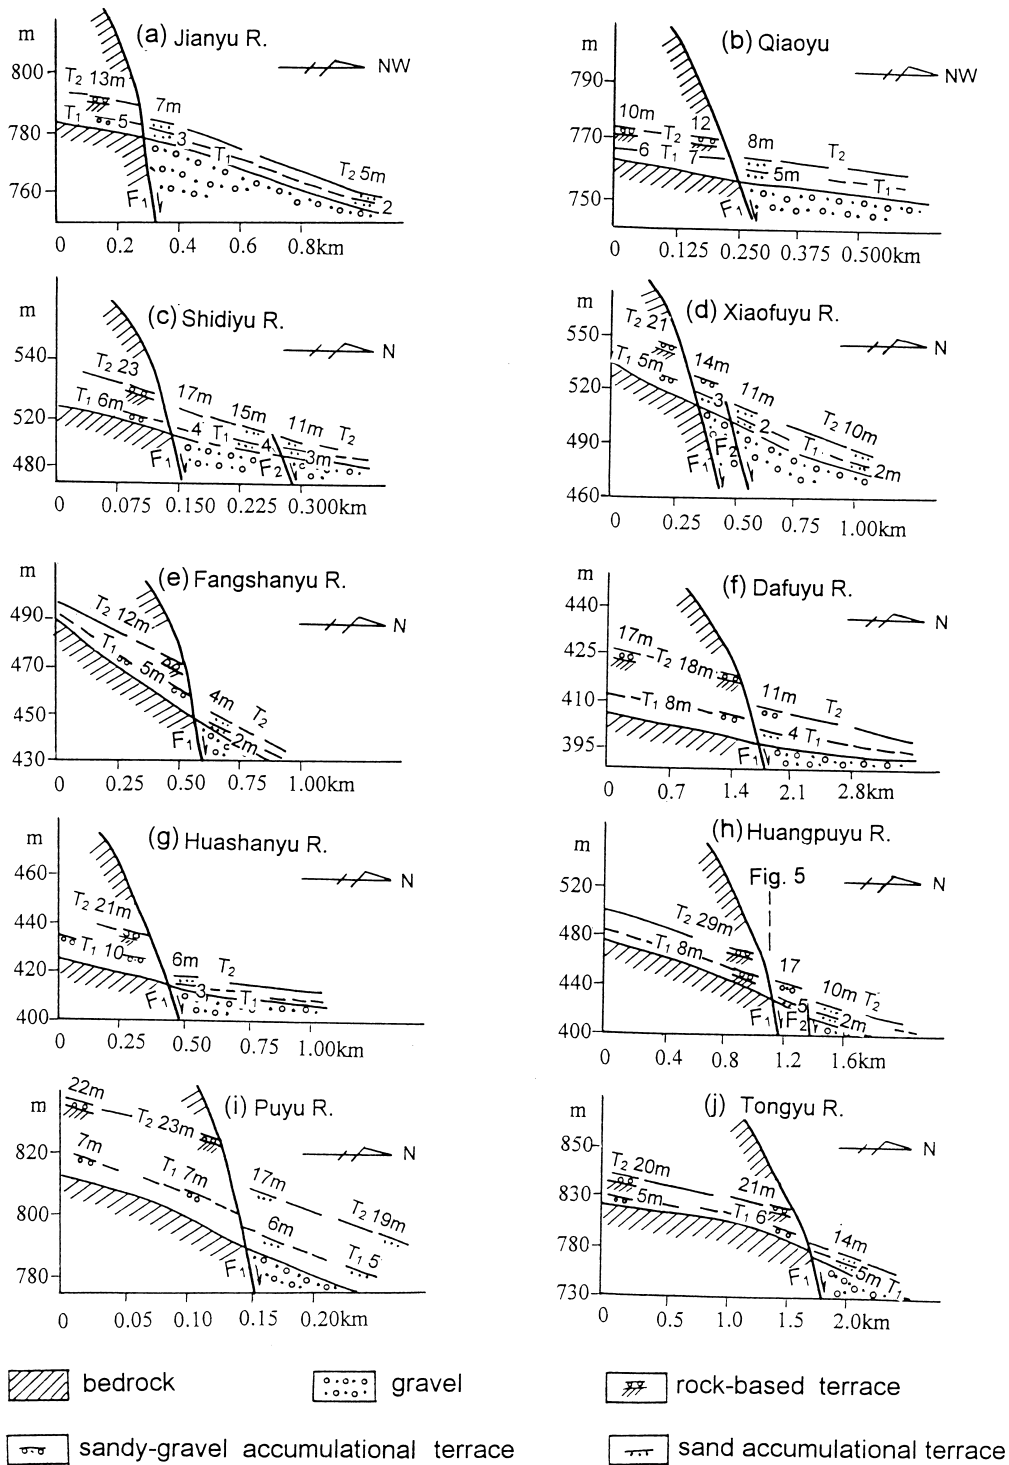 (a) Jianyu R.
m
800
780
760
T2 13m
T1 5
7m
3
T1
T2 5m
2
F1
NW
0 0.2 0.4 0.6 0.8km
(b) Qiaoyu
m
790
770
750
10m
T2
12
6 T1 7
8m
5m
T2
T1
F1
NW
0 0.125 0.250 0.375 0.500km
(c) Shidiyu R.
m
540
520
480
T2 23
T1 6m
17m
15m
11m
T2
4 T1
4
3m
F1
F2
N
0 0.075 0.150 0.225 0.300km
(d) Xiaofuyu R.
m
550
520
490
460
T2 21
T1 5m
14m
11m
3
2
T2 10m
T1
2m
F1
F2
N
0 0.25 0.50 0.75 1.00km
(e) Fangshanyu R.
m
490
470
450
430
T2 12m
T1 5m
4m
T2
2m
F1
N
0 0.25 0.50 0.75 1.00km
(f) Dafuyu R.
m
440
425
410
395
17m
T2 18m
T1 8m
11m
T2
4 T1
F1
N
0 0.7 1.4 2.1 2.8km
(g) Huashanyu R.
m
460
440
420
400
T2 21m
T1 10
6m
T2
3
T1
F1
N
0 0.25 0.50 0.75 1.00km
(h) Huangpuyu R.
m
520
480
440
400
Fig. 5
T2 29m
T1 8m
17
10m T2
5
2m
F1
F2
N
0 0.4 0.8 1.2 1.6km
(i) Puyu R.
m
820
800
780
22m
T2 23m
7m
T1 7m
17m
T2 19m
6m
T1 5
F1
N
0 0.05 0.10 0.15 0.20km
(j) Tongyu R.
m
850
830
780
730
T2 20m
5m
21m
T1 6
14m
5m
T1
F1
N
0 0.5 1.0 1.5 2.0km
bedrock
gravel
rock-based terrace
sandy-gravel accumulational terrace
sand accumulational terrace